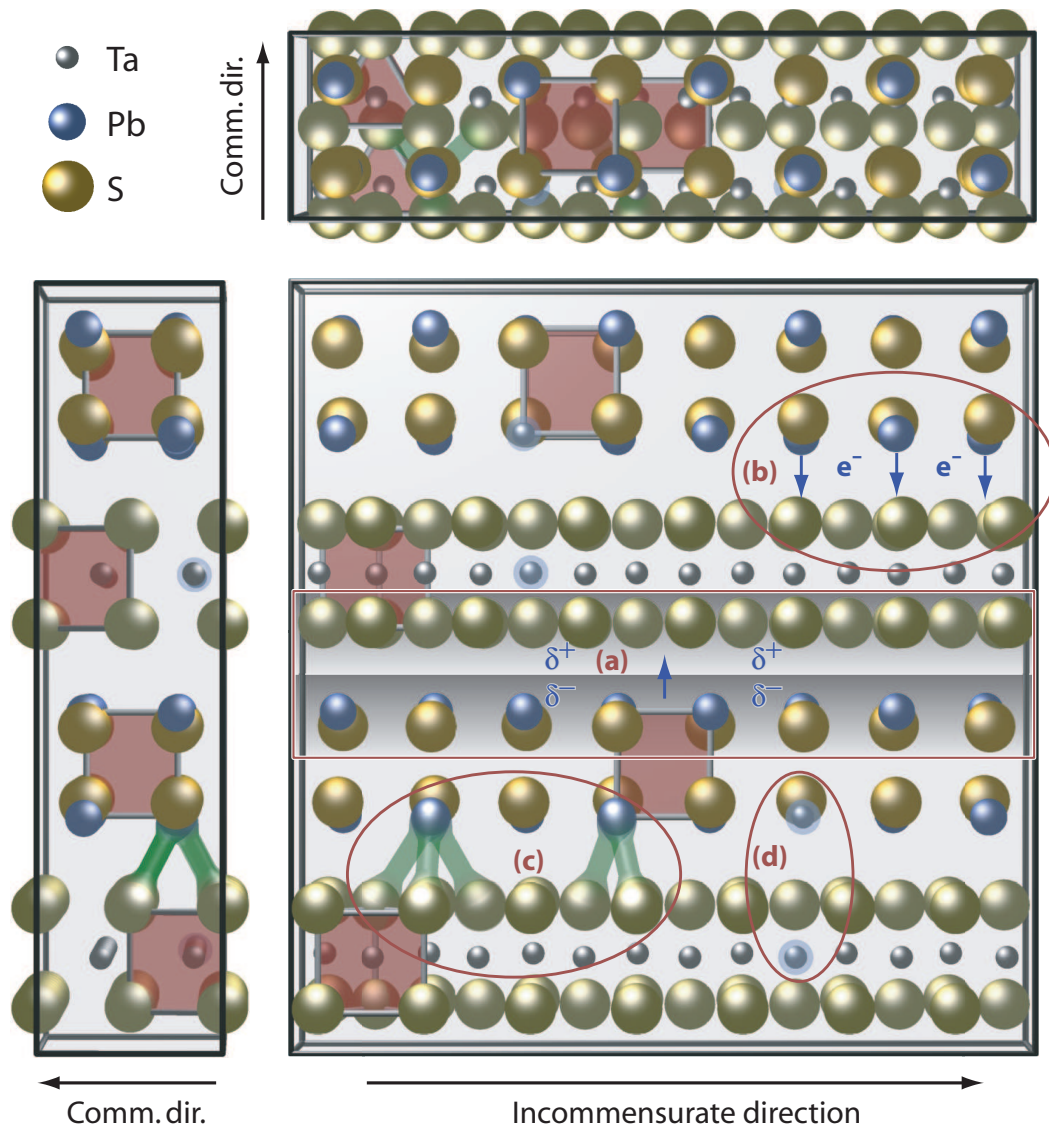 Ta
Pb
S
Comm. dir.
(b)
e⁻ e⁻
δ⁺ (a) δ⁺
δ⁻ δ⁻
(c)
(d)
Comm. dir.
Incommensurate direction